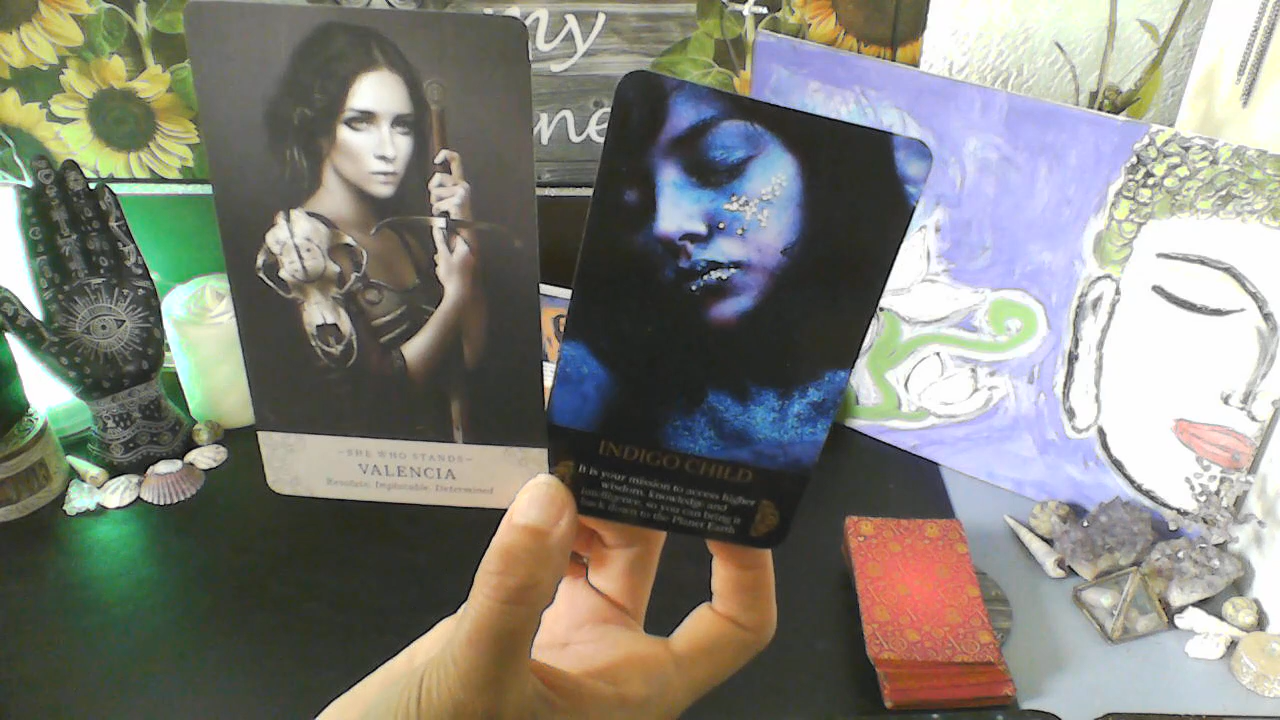 my
~SHE WHO STANDS~
VALENCIA
Resolute, Implacable, Determined
INDIGO CHILD
It is your mission to access higher
wisdom, knowledge and
intelligence, so you can bring it
back down to the Planet Earth